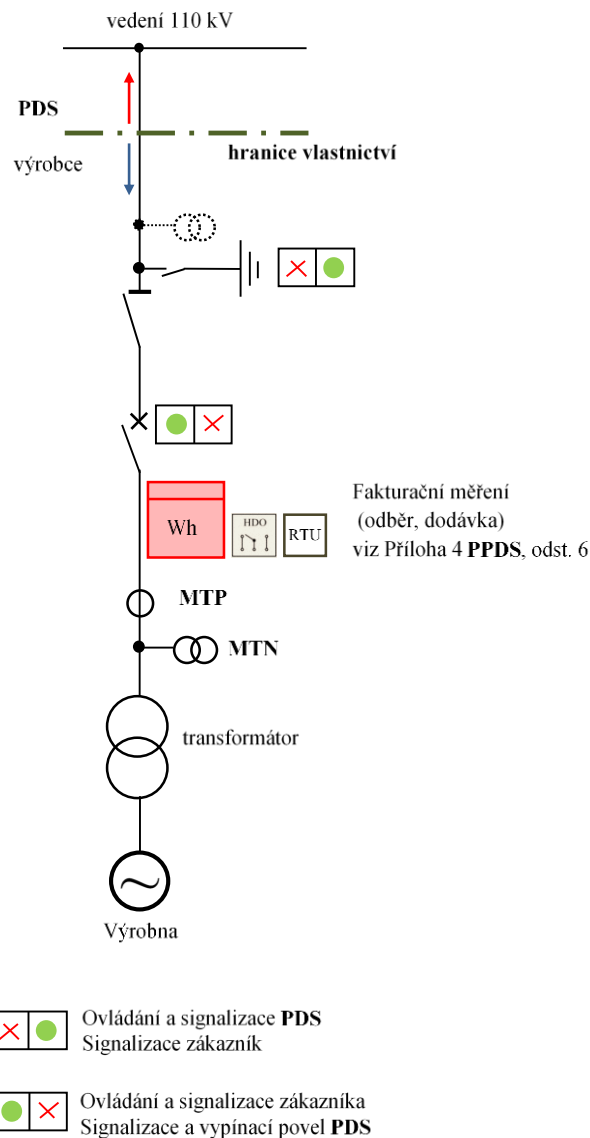 vedení 110 kV
PDS
hranice vlastnictví
výrobce
Wh
HDO
RTU
Fakturační měření
(odběr, dodávka)
viz Příloha 4 PPDS, odst. 6
MTP
MTN
transformátor
Výrobna
Ovládání a signalizace PDS
Signalizace zákazník
Ovládání a signalizace zákazníka
Signalizace a vypínací povel PDS